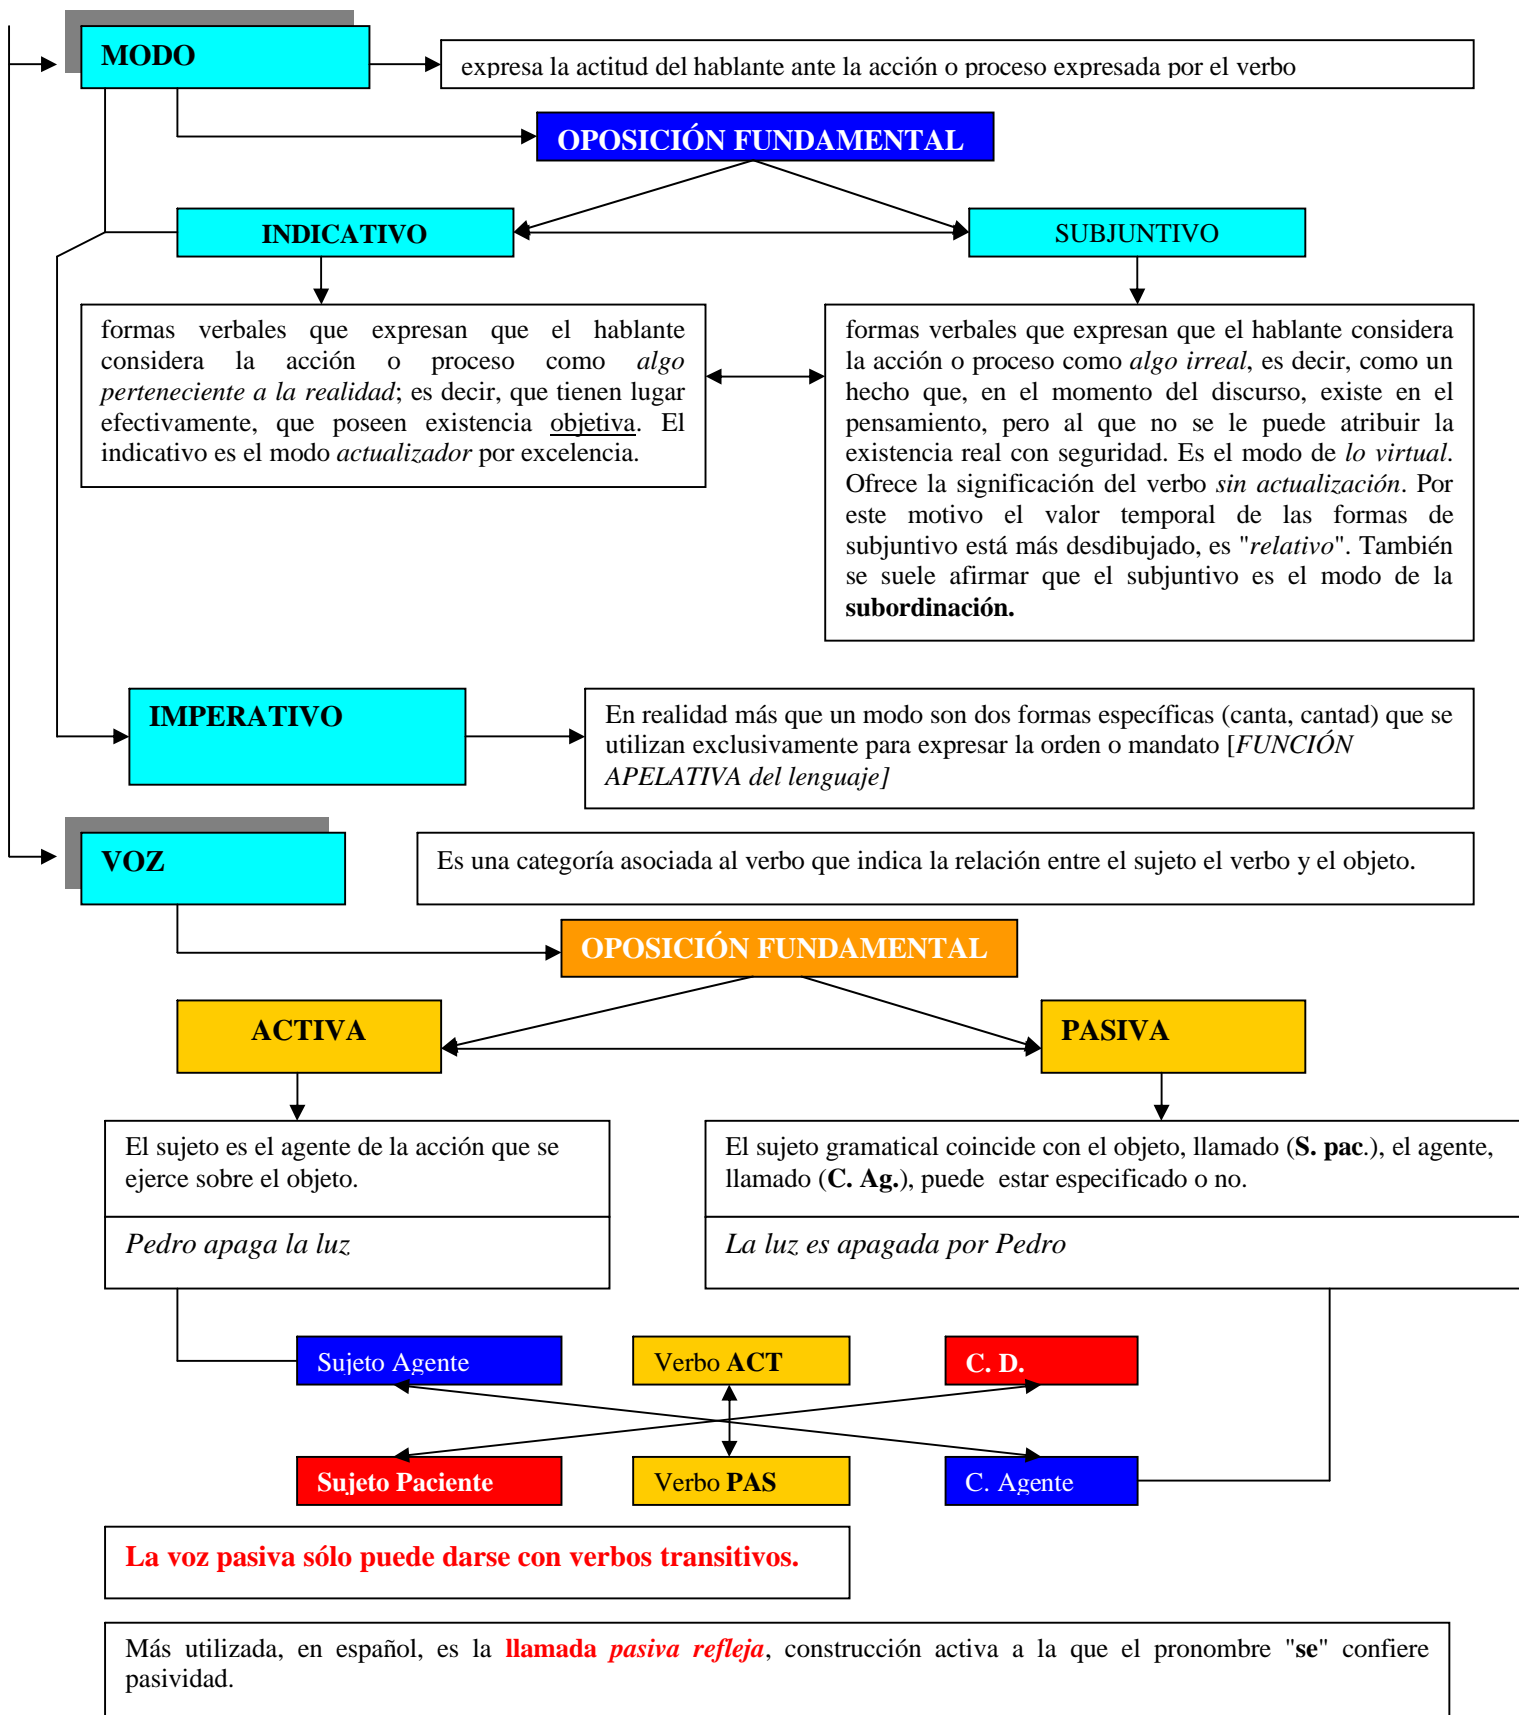 MODO
expresa la actitud del hablante ante la acción o proceso expresada por el verbo
OPOSICIÓN FUNDAMENTAL
INDICATIVO
SUBJUNTIVO
formas verbales que expresan que el hablante
considera la acción o proceso como algo
perteneciente a la realidad; es decir, que tienen lugar
efectivamente, que poseen existencia objetiva. El
indicativo es el modo actualizador por excelencia.
formas verbales que expresan que el hablante considera
la acción o proceso como algo irreal, es decir, como un
hecho que, en el momento del discurso, existe en el
pensamiento, pero al que no se le puede atribuir la
existencia real con seguridad. Es el modo de lo virtual.
Ofrece la significación del verbo sin actualización. Por
este motivo el valor temporal de las formas de
subjuntivo está más desdibujado, es "relativo". También
se suele afirmar que el subjuntivo es el modo de la
subordinación.
IMPERATIVO
En realidad más que un modo son dos formas específicas (canta, cantad) que se
utilizan exclusivamente para expresar la orden o mandato [FUNCIÓN
APELATIVA del lenguaje]
VOZ
Es una categoría asociada al verbo que indica la relación entre el sujeto el verbo y el objeto.
OPOSICIÓN FUNDAMENTAL
ACTIVA
PASIVA
El sujeto es el agente de la acción que se
ejerce sobre el objeto.
Pedro apaga la luz
El sujeto gramatical coincide con el objeto, llamado (S. pac.), el agente,
llamado (C. Ag.), puede estar especificado o no.
La luz es apagada por Pedro
Sujeto Agente
Verbo ACT
C. D.
Sujeto Paciente
Verbo PAS
C. Agente
La voz pasiva sólo puede darse con verbos transitivos.
Más utilizada, en español, es la llamada pasiva refleja, construcción activa a la que el pronombre "se" confiere
pasividad.